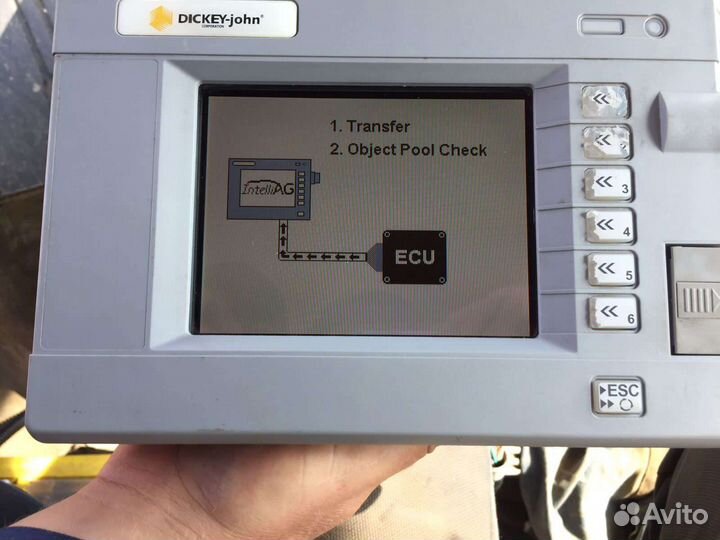 DICKEY-john®
CORPORATION
1. Transfer
2. Object Pool Check
IntelliAG
ECU
3
4
5
6
ESC
Avito